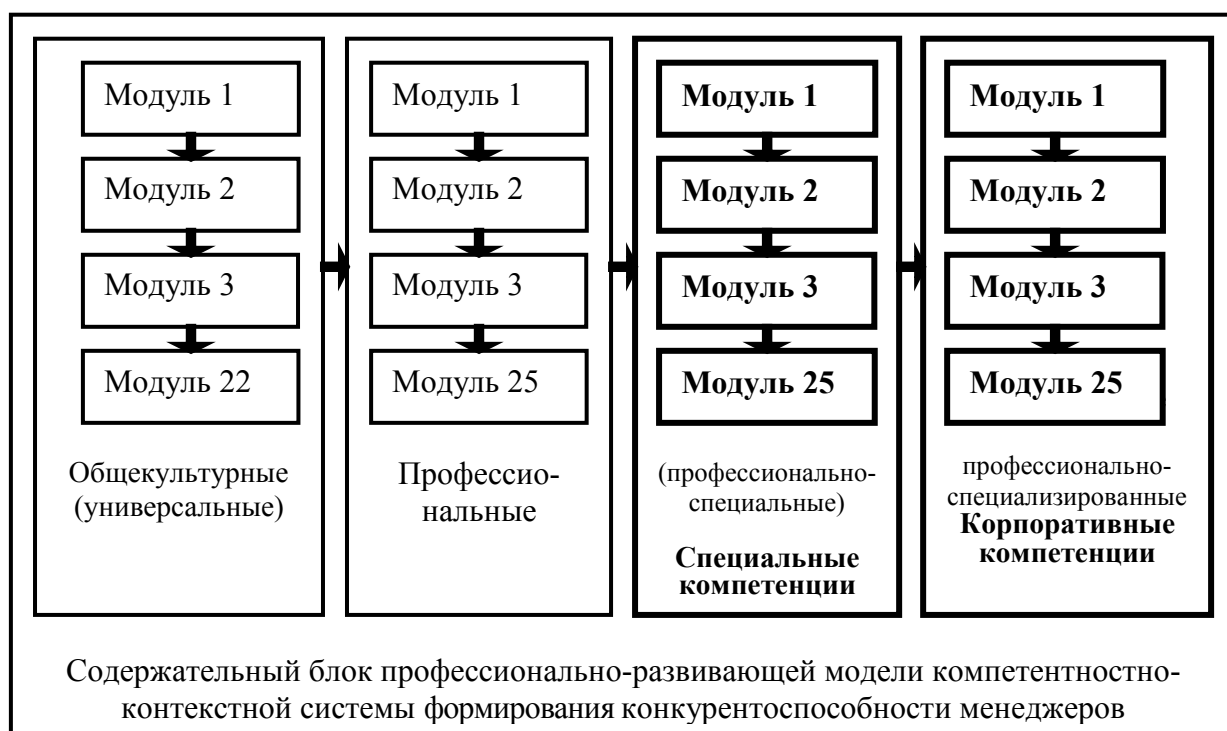 Модуль 1
Модуль 2
Модуль 3
Модуль 22
Общекультурные
(универсальные)
Модуль 1
Модуль 2
Модуль 3
Модуль 25
Профессио-
нальные
Модуль 1
Модуль 2
Модуль 3
Модуль 25
(профессионально-
специальные)
Специальные
компетенции
Модуль 1
Модуль 2
Модуль 3
Модуль 25
профессионально-
специализированные
Корпоративные
компетенции
Содержательный блок профессионально-развивающей модели компетентностно-
контекстной системы формирования конкурентоспособности менеджеров